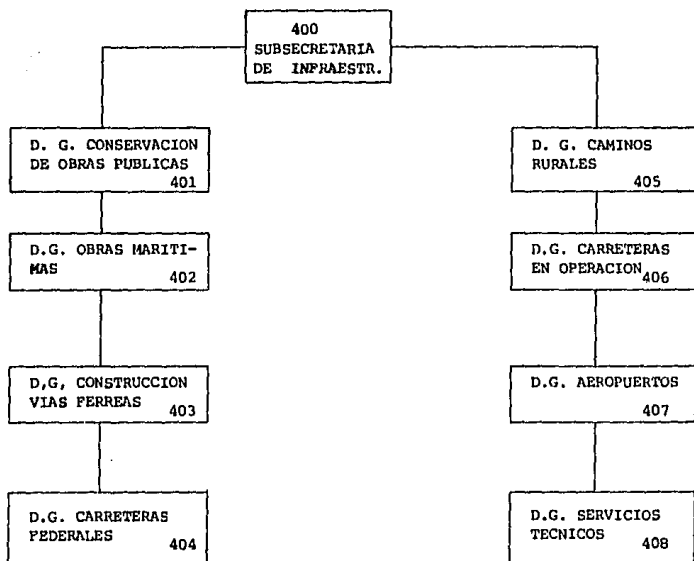 400
SUBSECRETARIA
DE INFRAESTR.
D. G. CONSERVACION
DE OBRAS PUBLICAS
401
D.G. OBRAS MARITI-
MAS
402
D,G, CONSTRUCCION
VIAS FERREAS
403
D.G. CARRETERAS
FEDERALES
404
D. G. CAMINOS
RURALES
405
D.G. CARRETERAS
EN OPERACION
406
D.G. AEROPUERTOS
407
D.G. SERVICIOS
TECNICOS
408